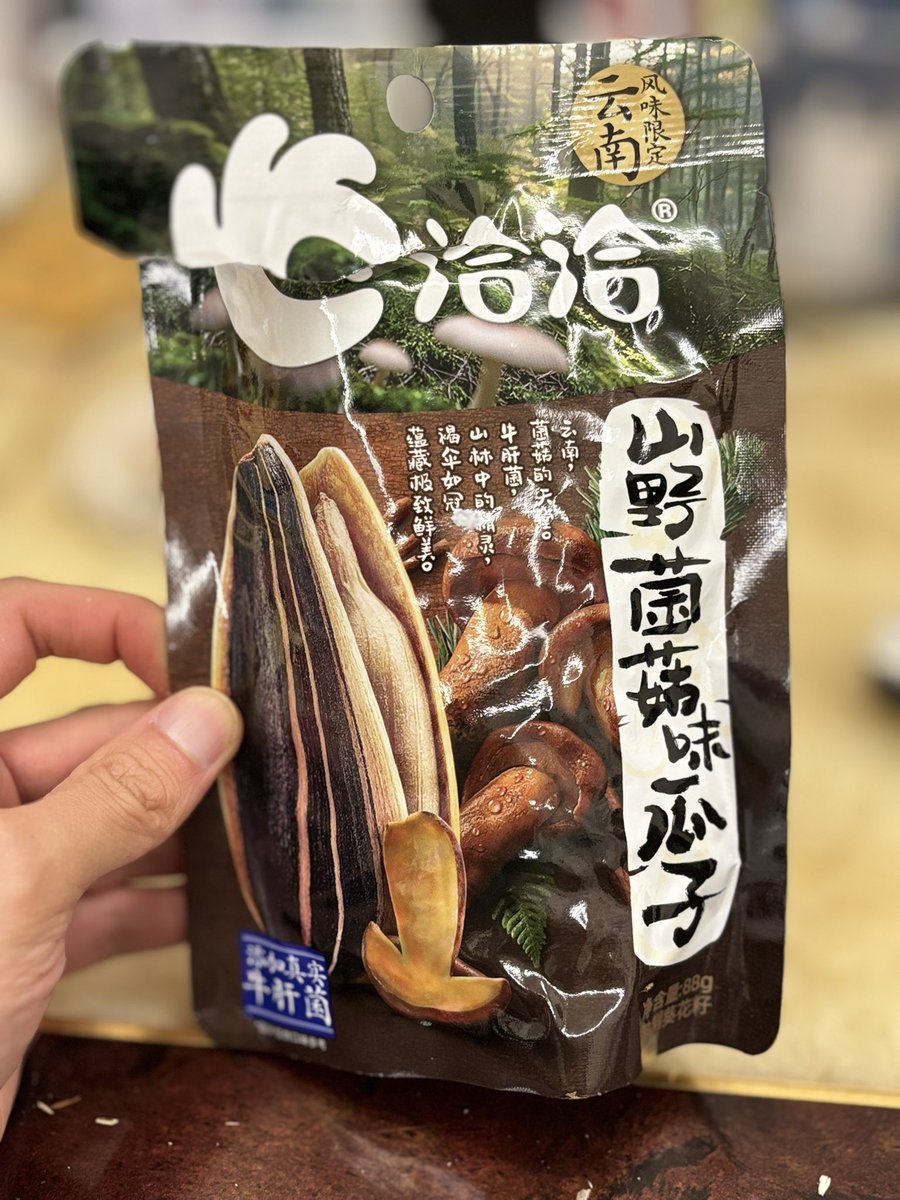 云南
风味限定
洽洽®
山野菌菇味瓜子
云南，
菌菇的天堂。
牛肝菌，
山林中的精灵，
褐伞如冠，
蕴藏极致鲜美。
添加真实
牛肝菌
净含量:88g